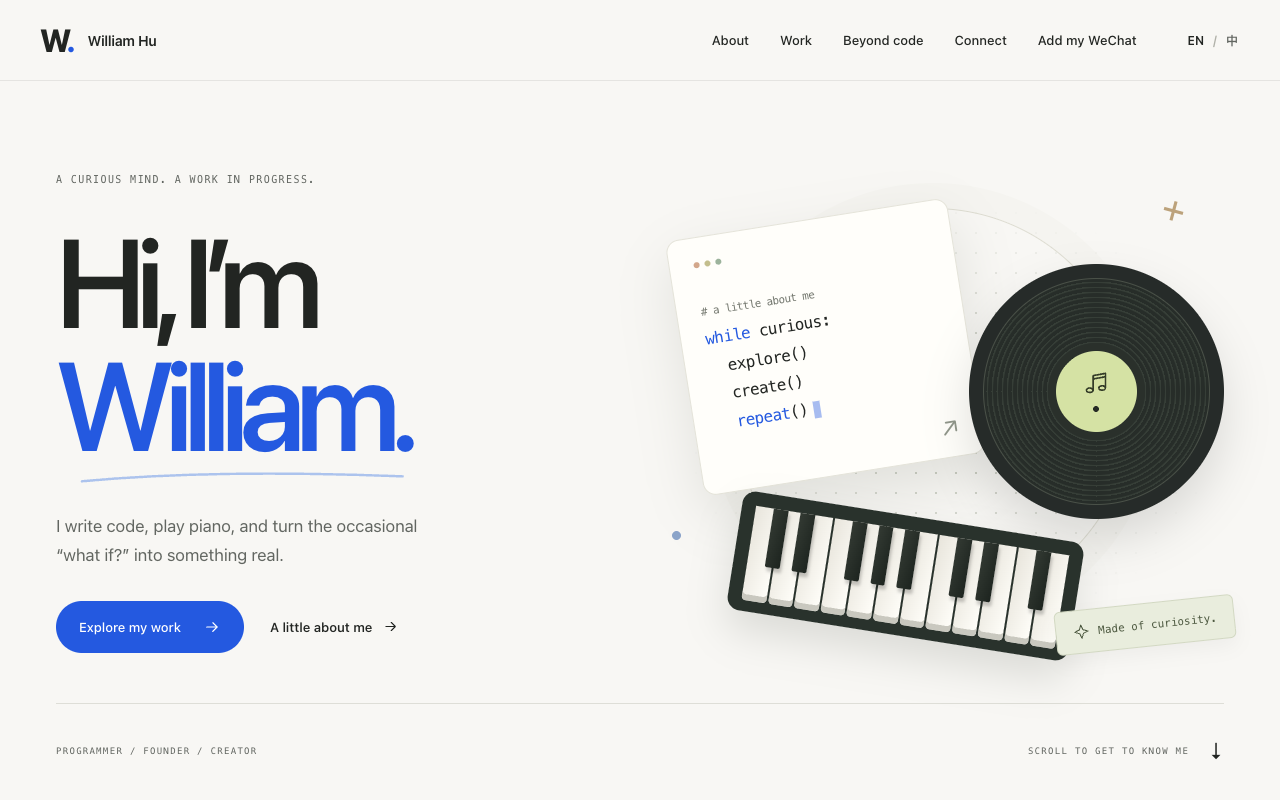 W. William Hu
About Work Beyond code Connect Add my WeChat EN / 中
A CURIOUS MIND. A WORK IN PROGRESS.
Hi, I’m
William.
I write code, play piano, and turn the occasional
“what if?” into something real.
Explore my work → A little about me →
# a little about me
while curious:
explore()
create()
repeat()
Made of curiosity.
PROGRAMMER / FOUNDER / CREATOR
SCROLL TO GET TO KNOW ME ↓